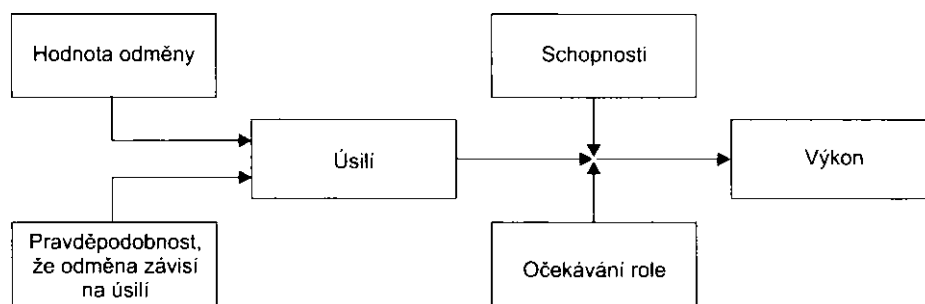 Hodnota odměny
Schopnosti
Úsilí
Výkon
Pravděpodobnost,
že odměna závisí
na úsilí
Očekávání role